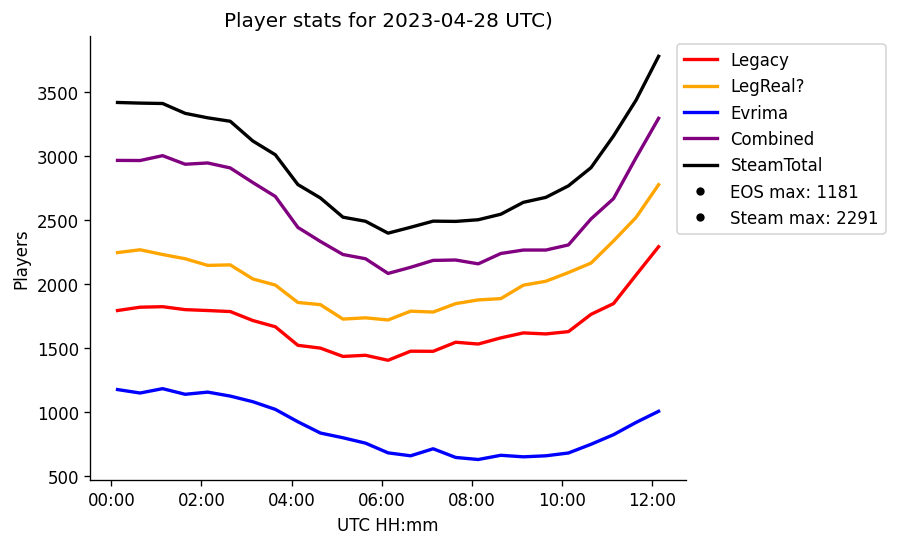 Player stats for 2023-04-28 UTC)
Players
3500
3000
2500
2000
1500
1000
500
00:00 02:00 04:00 06:00 08:00 10:00 12:00
UTC HH:mm
Legacy
LegReal?
Evrima
Combined
SteamTotal
EOS max: 1181
Steam max: 2291